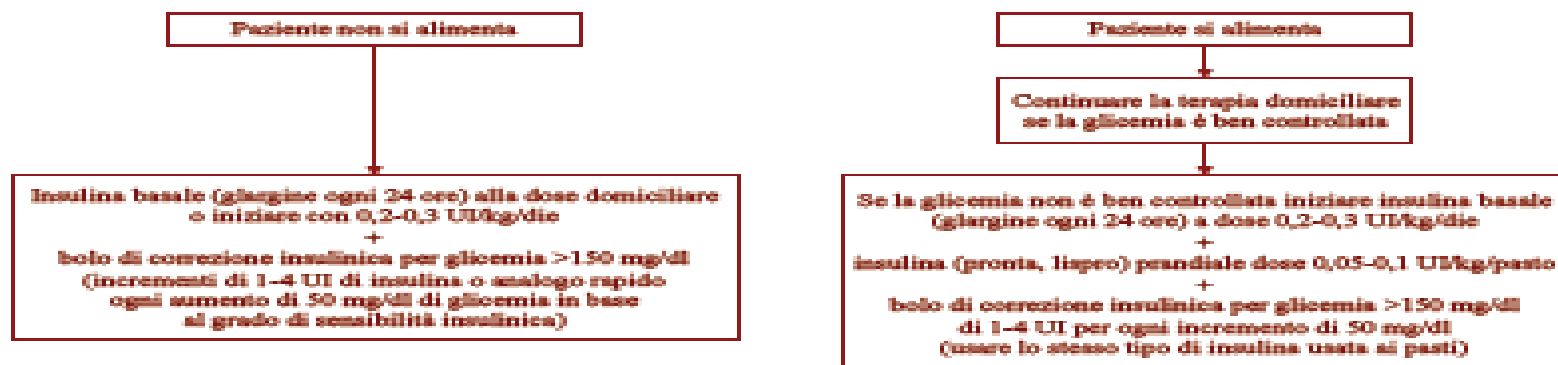 Paziente non si alimenta
Insulina basale (glargine ogni 24 ore) alla dose domiciliare
o iniziare con 0,2-0,3 UI/kg/die
+
bolo di correzione insulinica per glicemia >150 mg/dl
(incrementi di 1-4 UI di insulina o analogo rapido
ogni aumento di 50 mg/dl di glicemia in base
al grado di sensibilità insulinica)
Paziente si alimenta
Continuare la terapia domiciliare
se la glicemia è ben controllata
Se la glicemia non è ben controllata iniziare insulina basale
(glargine ogni 24 ore) a dose 0,2-0,3 UI/kg/die
+
insulina (pronta, lispro) prandiale dose 0,05-0,1 UI/kg/pasto
+
bolo di correzione insulinica per glicemia >150 mg/dl
di 1-4 UI per ogni incremento di 50 mg/dl
(usare lo stesso tipo di insulina usata ai pasti)